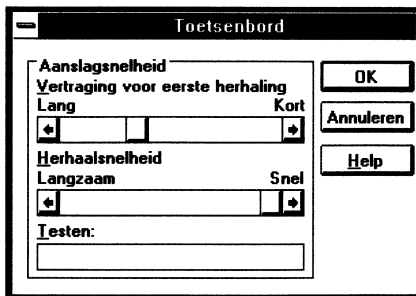 Toetsenbord
Aanslagsnelheid
Vertraging voor eerste herhaling
Lang Kort
Herhaalsnelheid
Langzaam Snel
Testen:
OK
Annuleren
Help